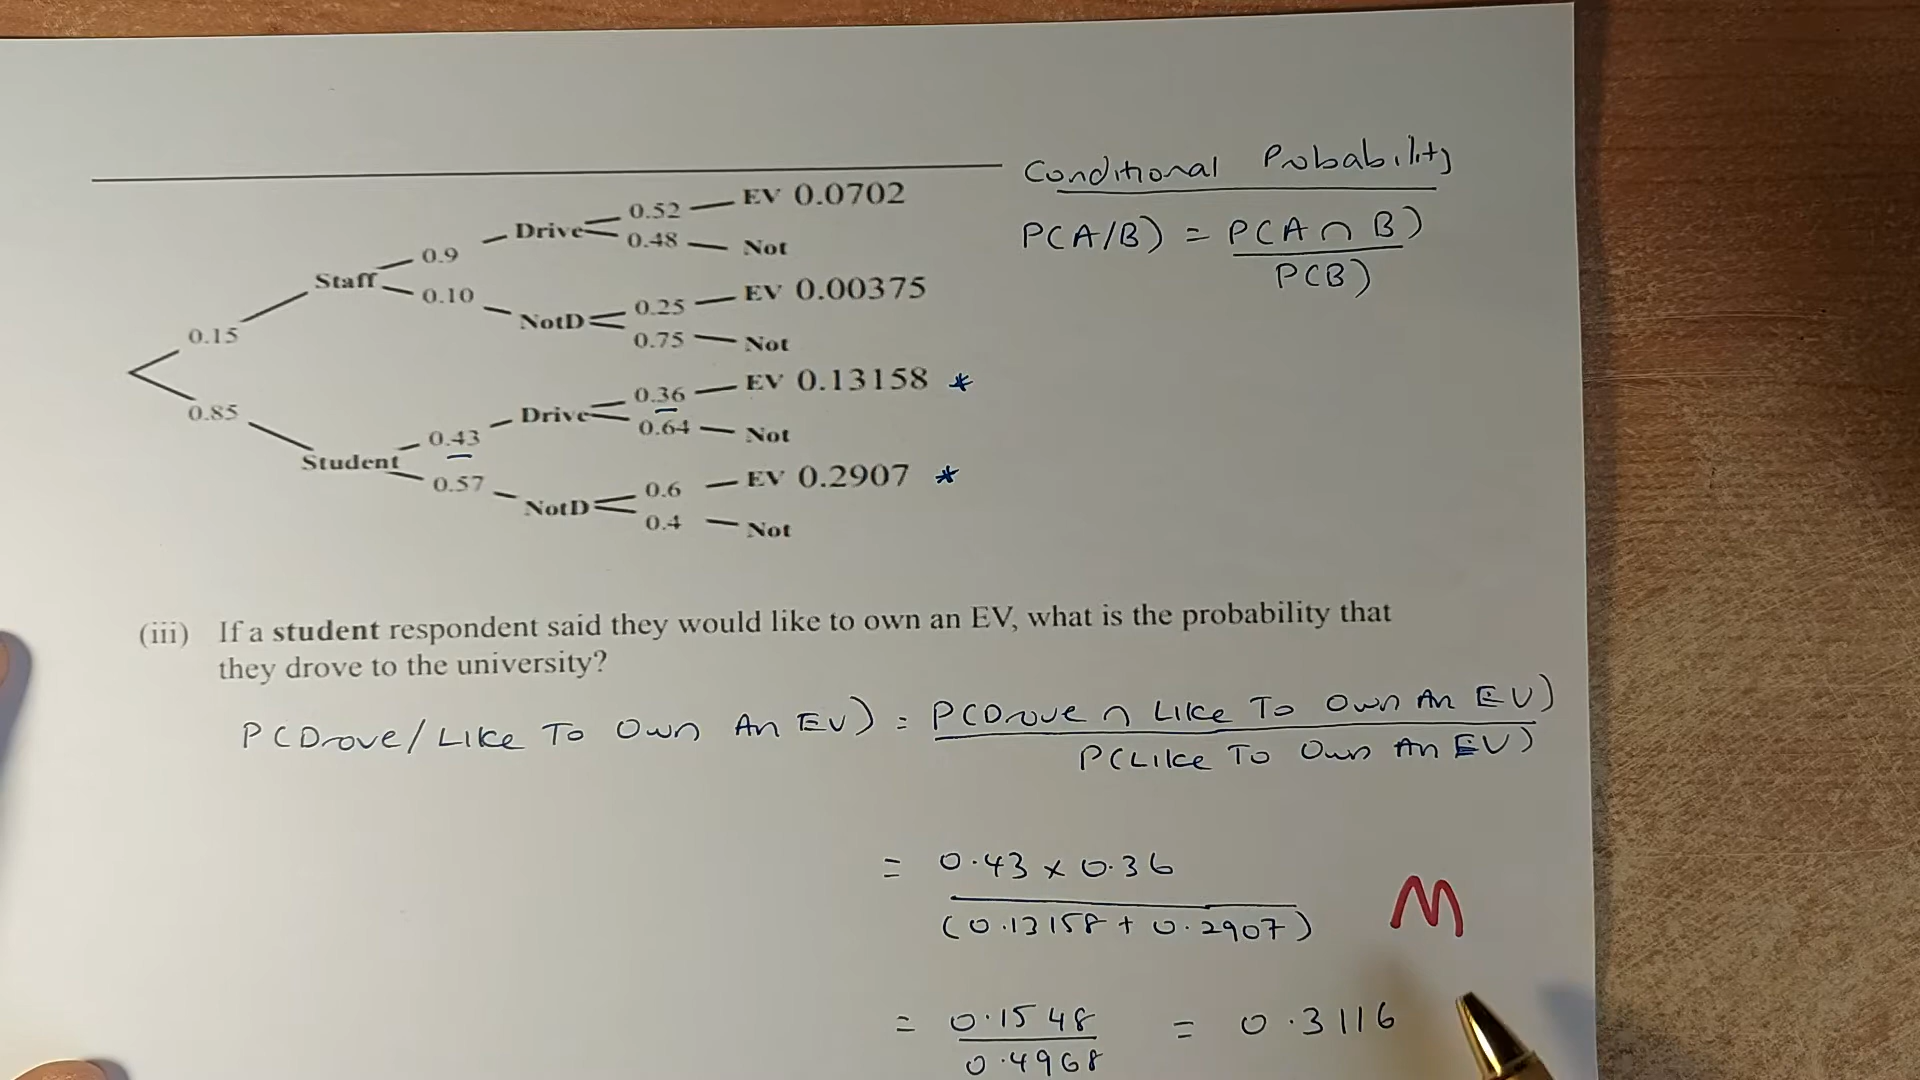 Conditional Probability
P(A/B) = P(A ∩ B)
P(B)
0.52 EV 0.0702
Drive
0.48 Not
0.9
Staff
0.10
0.25 EV 0.00375
NotD
0.75 Not
0.15
0.85
0.36 EV 0.13158 *
Drive
0.64 Not
0.43
Student
0.57
0.6 EV 0.2907 *
NotD
0.4 Not
(iii) If a student respondent said they would like to own an EV, what is the probability that
they drove to the university?
P(Drove/Like To Own An EV) = P(Drove ∩ Like To Own An EV)
P(Like To Own An EV)
= 0.43 x 0.36
(0.13158 + 0.2907)
M
= 0.1548 = 0.3116
0.4968